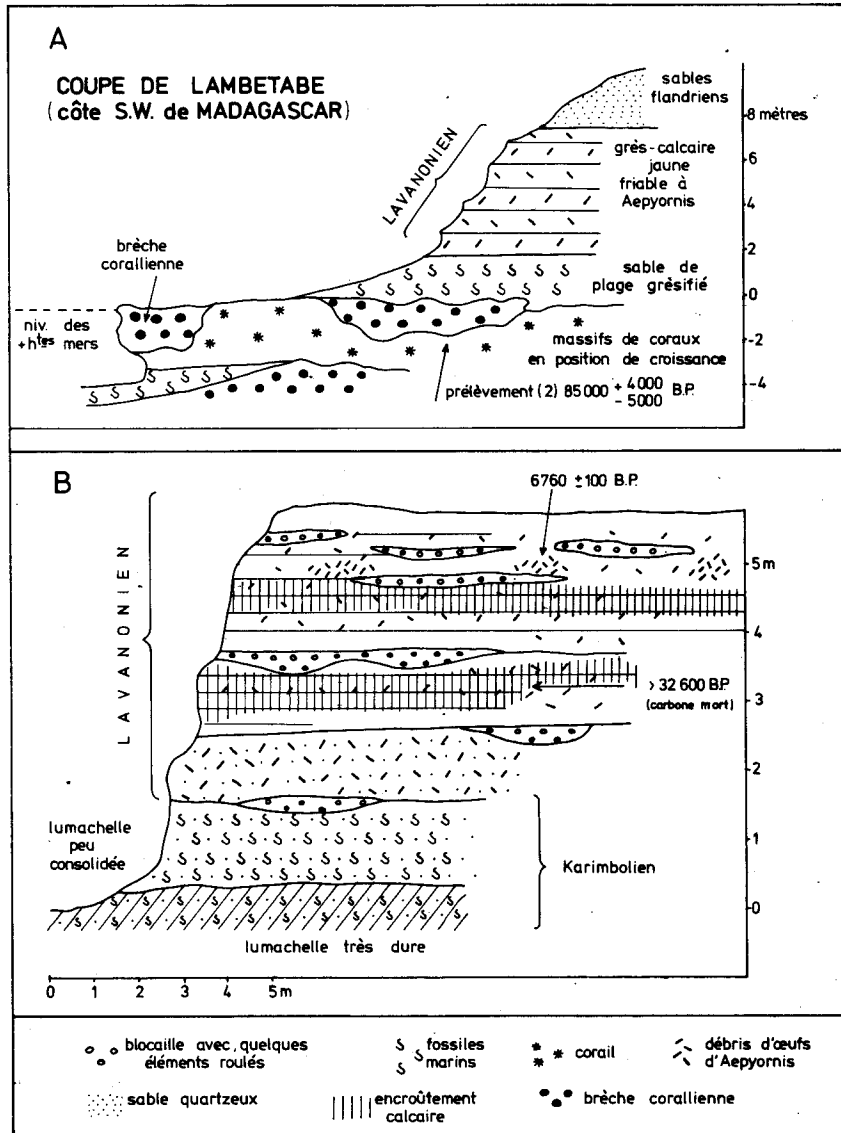 A
COUPE DE LAMBETABE
(côte S.W. de MADAGASCAR)
LAVANONIEN
sables
flandriens
8 mètres
grès-calcaire
jaune
friable à
Aepyornis
6
4
2
0
-2
-4
brèche
corallienne
sable de
plage grèsifié
niv. des
+htes mers
massifs de coraux
en position de croissance
prélèvement (2) 85000 + 4000 B.P.
- 5000
B
6760 ±100 B.P.
LAVANONIEN
5m
4
3
2
1
0
> 32 600 B.P.
(carbone mort)
lumachelle
peu
consolidée
Karimbolien
lumachelle très dure
0 1 2 3 4 5m
blocaille avec, quelques
éléments roulés
fossiles
marins
corail
débris d'œufs
d'Aepyornis
sable quartzeux
encroûtement
calcaire
brèche corallienne